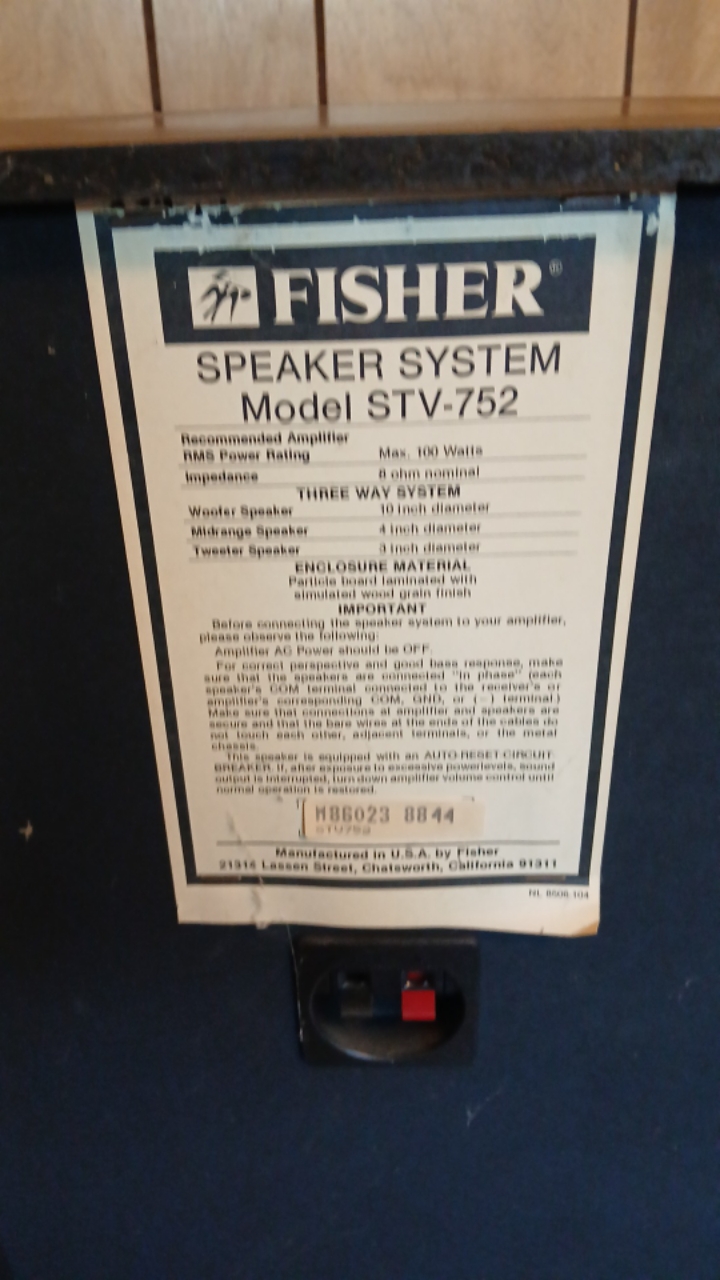 FISHER®
SPEAKER SYSTEM
Model STV-752
Recommended Amplifier
RMS Power Rating Max. 100 Watts
Impedance 8 ohm nominal
THREE WAY SYSTEM
Woofer Speaker 10 inch diameter
Midrange Speaker 4 inch diameter
Tweeter Speaker 3 inch diameter
ENCLOSURE MATERIAL
Particle board laminated with
simulated wood grain finish
IMPORTANT
Before connecting the speaker system to your amplifier,
please observe the following:
Amplifier AC Power should be OFF.
For correct perspective and good bass response, make
sure that the speakers are connected "in phase" (each
speaker's COM terminal connected to the receiver's or
amplifier's corresponding COM, GND, or (-) terminal.)
Make sure that connections at amplifier and speakers are
secure and that the bare wires at the ends of the cables do
not touch each other, adjacent terminals, or the metal
chassis.
This speaker is equipped with an AUTO-RESET-CIRCUIT
BREAKER. If, after exposure to excessive powerlevels, sound
output is interrupted, turn down amplifier volume control until
normal operation is restored.
M86023 8844
STV752
Manufactured in U.S.A. by Fisher
21314 Lassen Street, Chatsworth, California 91311
NL 8506 104